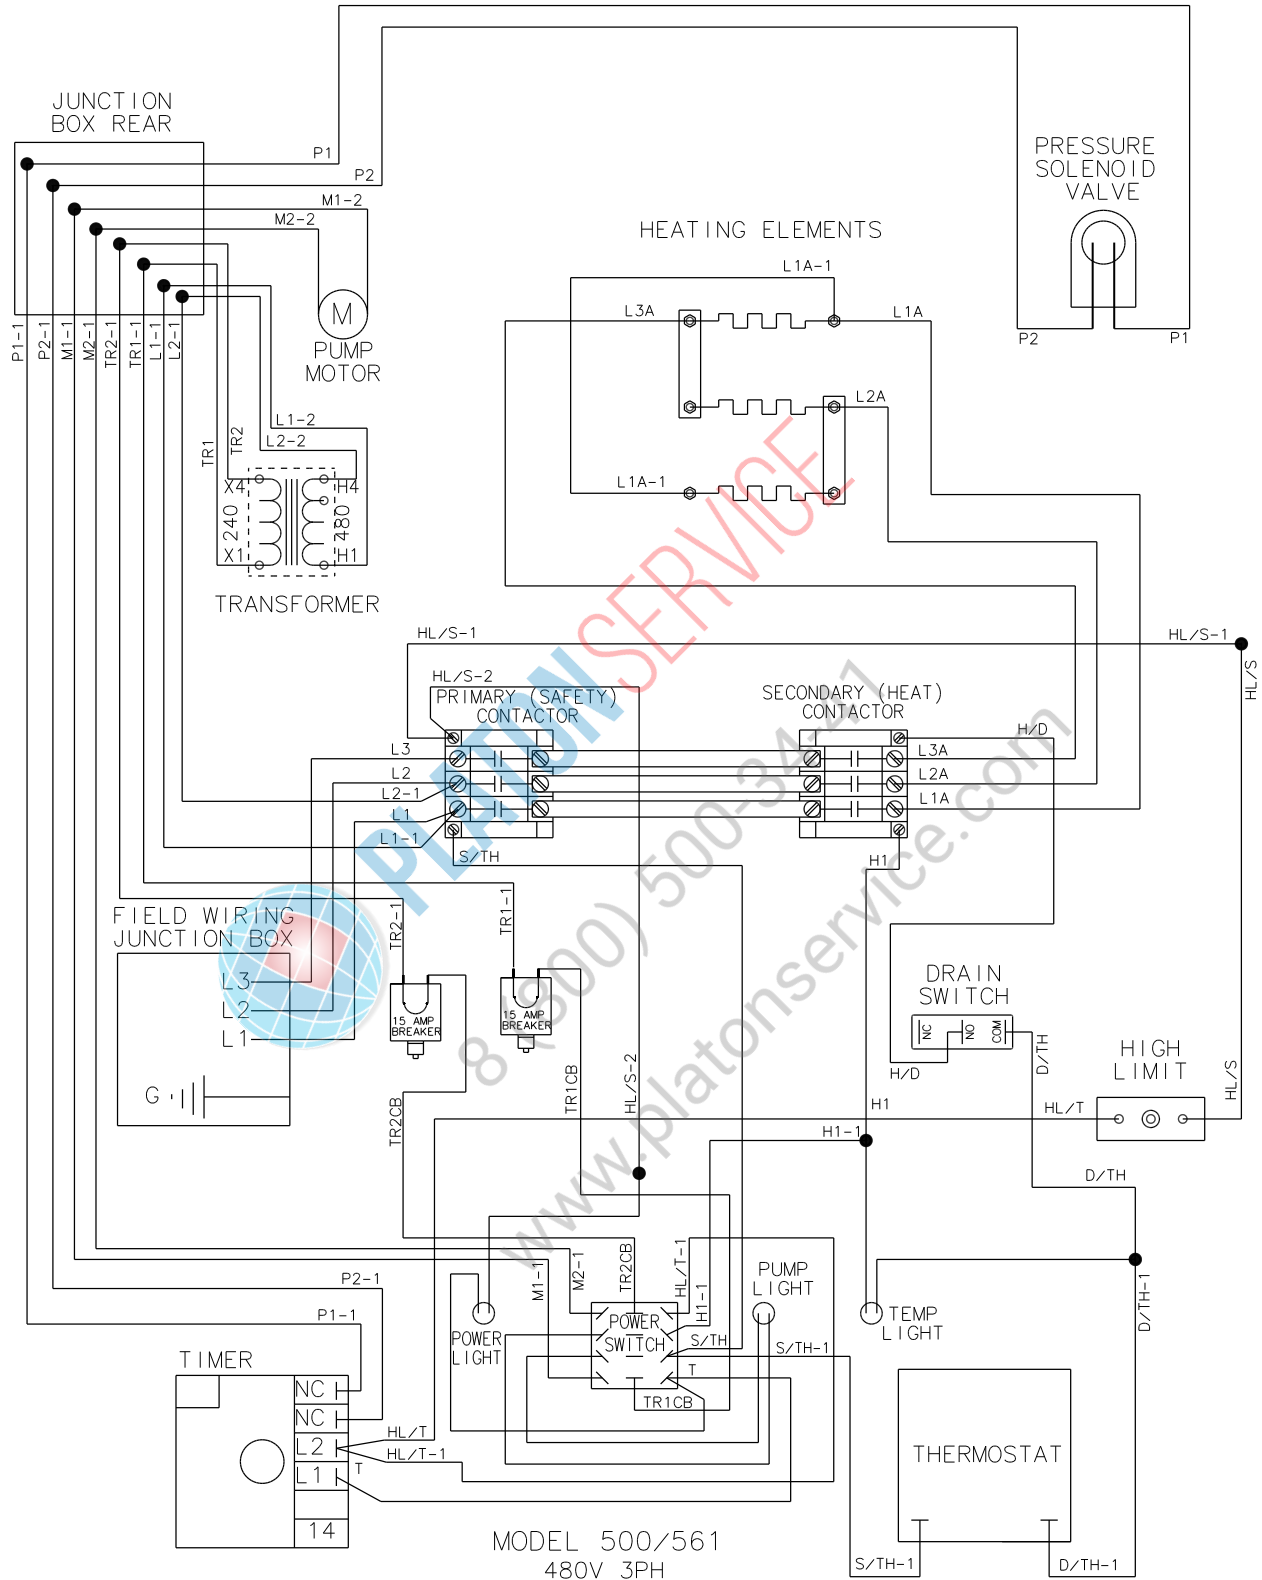 JUNCTION
BOX REAR
P1
P2
M1-2
M2-2
P1-1
P2-1
M1-1
M2-1
TR2-1
TR1-1
L1-1
L2-1
M
PUMP
MOTOR
L1-2
L2-2
TR1
TR2
X4
H4
240
480
X1
H1
TRANSFORMER
HEATING ELEMENTS
L1A-1
L3A
L1A
L2A
L1A-1
PRESSURE
SOLENOID
VALVE
P2
P1
HL/S-1
HL/S-1
HL/S
HL/S-2
PRIMARY (SAFETY)
CONTACTOR
SECONDARY (HEAT)
CONTACTOR
H/D
L3
L2
L2-1
L1
L1-1
L3A
L2A
L1A
S/TH
H1
FIELD WIRING
JUNCTION BOX
L3
L2
L1
G
TR2-1
TR1-1
15 AMP
BREAKER
15 AMP
BREAKER
TR2CB
TR1CB
HL/S-2
DRAIN
SWITCH
NC
NO
COM
H/D
D/TH
HIGH
LIMIT
HL/T
HL/S
H1
H1-1
D/TH
P2-1
P1-1
M1-1
M2-1
TR2CB
HL/T-1
H1-1
PUMP
LIGHT
POWER
LIGHT
POWER
SWITCH
S/TH
T
S/TH-1
TR1CB
TEMP
LIGHT
D/TH-1
TIMER
NC
NC
L2
L1
14
HL/T
HL/T-1
T
THERMOSTAT
S/TH-1
D/TH-1
MODEL 500/561
480V 3PH
PLATONSERVICE
8 (800) 500-34-41
www.platonservice.com